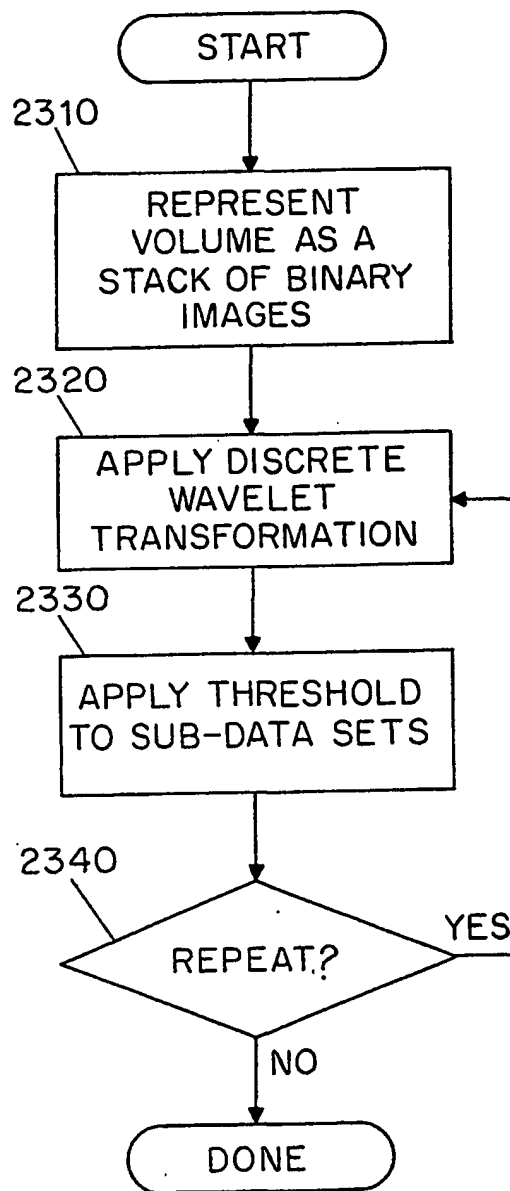 START
2310
REPRESENT
VOLUME AS A
STACK OF BINARY
IMAGES
2320
APPLY DISCRETE
WAVELET
TRANSFORMATION
2330
APPLY THRESHOLD
TO SUB-DATA SETS
2340
REPEAT?
YES
NO
DONE